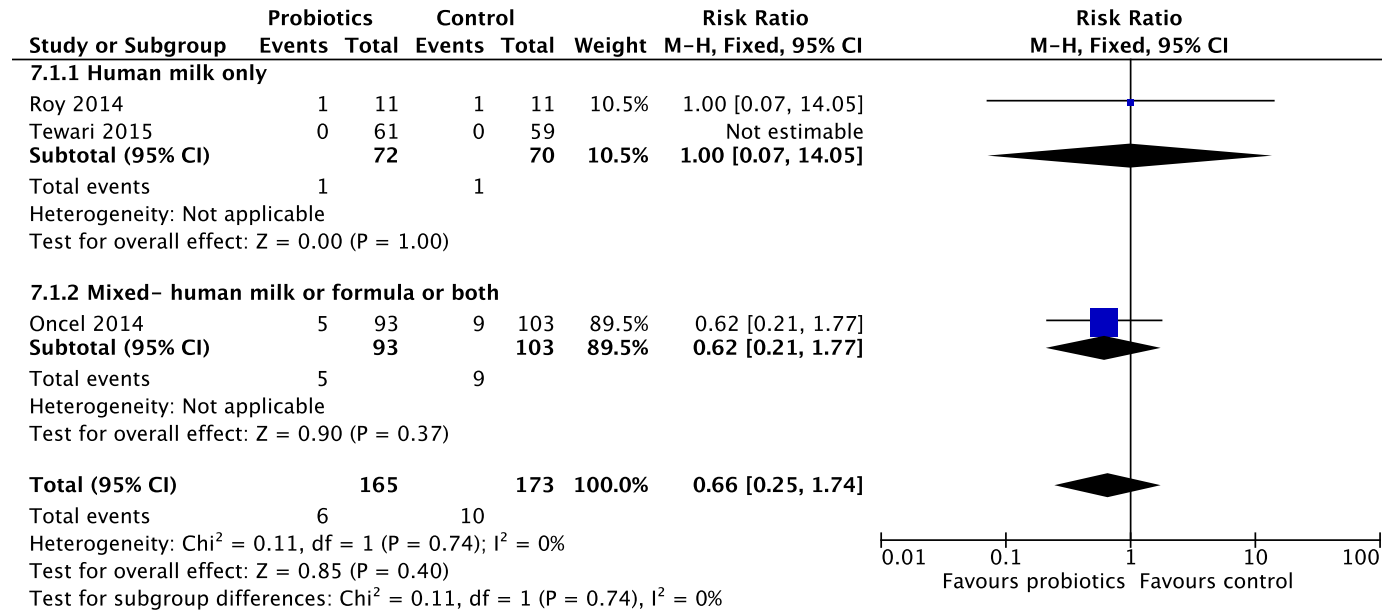 Probiotics Control Risk Ratio Risk Ratio
Study or Subgroup Events Total Events Total Weight M-H, Fixed, 95% CI M-H, Fixed, 95% CI
7.1.1 Human milk only
Roy 2014 1 11 1 11 10.5% 1.00 [0.07, 14.05]
Tewari 2015 0 61 0 59 Not estimable
Subtotal (95% CI) 72 70 10.5% 1.00 [0.07, 14.05]
Total events 1 1
Heterogeneity: Not applicable
Test for overall effect: Z = 0.00 (P = 1.00)
7.1.2 Mixed- human milk or formula or both
Oncel 2014 5 93 9 103 89.5% 0.62 [0.21, 1.77]
Subtotal (95% CI) 93 103 89.5% 0.62 [0.21, 1.77]
Total events 5 9
Heterogeneity: Not applicable
Test for overall effect: Z = 0.90 (P = 0.37)
Total (95% CI) 165 173 100.0% 0.66 [0.25, 1.74]
Total events 6 10
Heterogeneity: Chi² = 0.11, df = 1 (P = 0.74); I² = 0%
Test for overall effect: Z = 0.85 (P = 0.40)
Test for subgroup differences: Chi² = 0.11, df = 1 (P = 0.74), I² = 0%
0.01 0.1 1 10 100
Favours probiotics Favours control